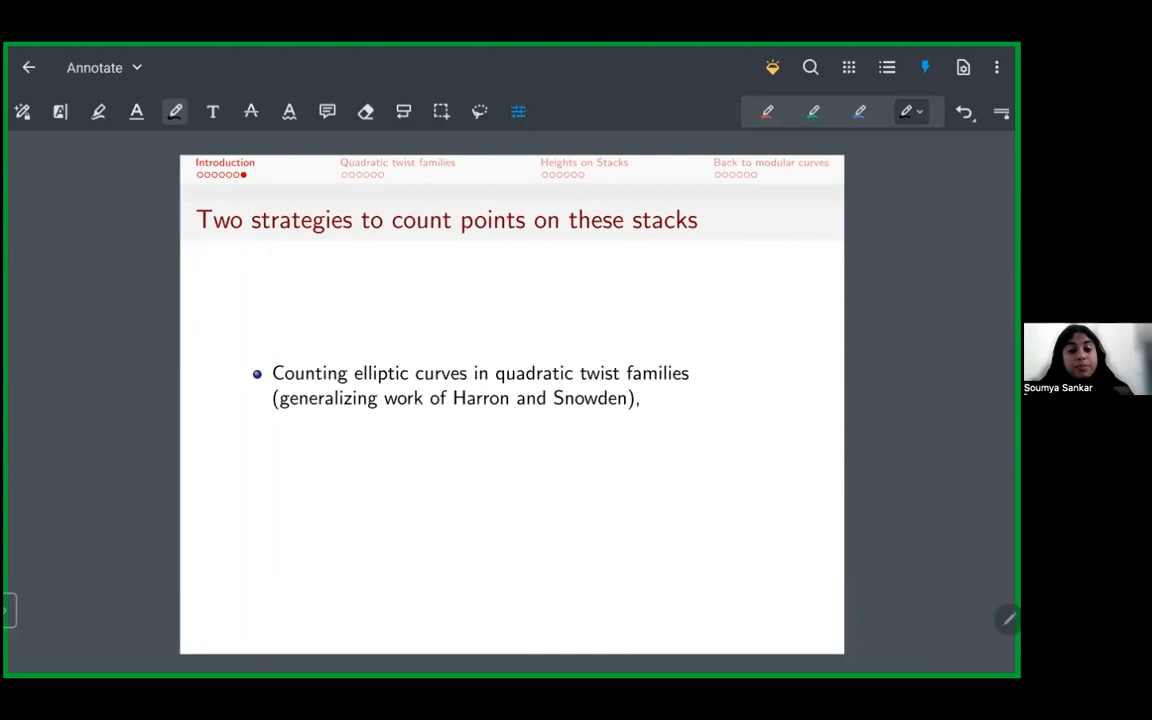 Annotate
Introduction
Quadratic twist families
Heights on Stacks
Back to modular curves
Two strategies to count points on these stacks
Counting elliptic curves in quadratic twist families
(generalizing work of Harron and Snowden),
Soumya Sankar